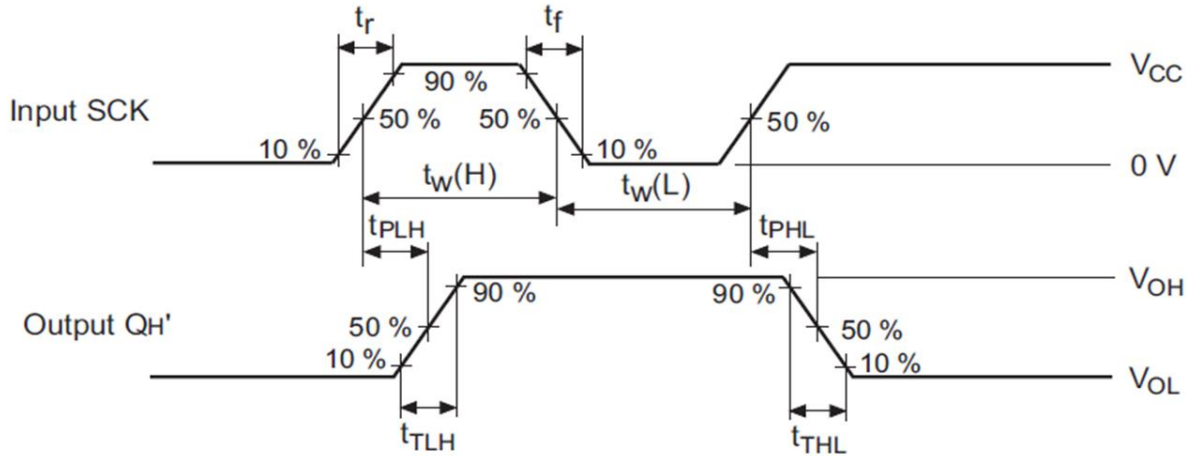 tr
tf
VCC
90 %
Input SCK
50 %
50 %
50 %
10 %
10 %
0 V
tW(H)
tW(L)
tPLH
tPHL
VOH
90 %
90 %
Output QH'
50 %
50 %
10 %
10 %
VOL
tTLH
tTHL